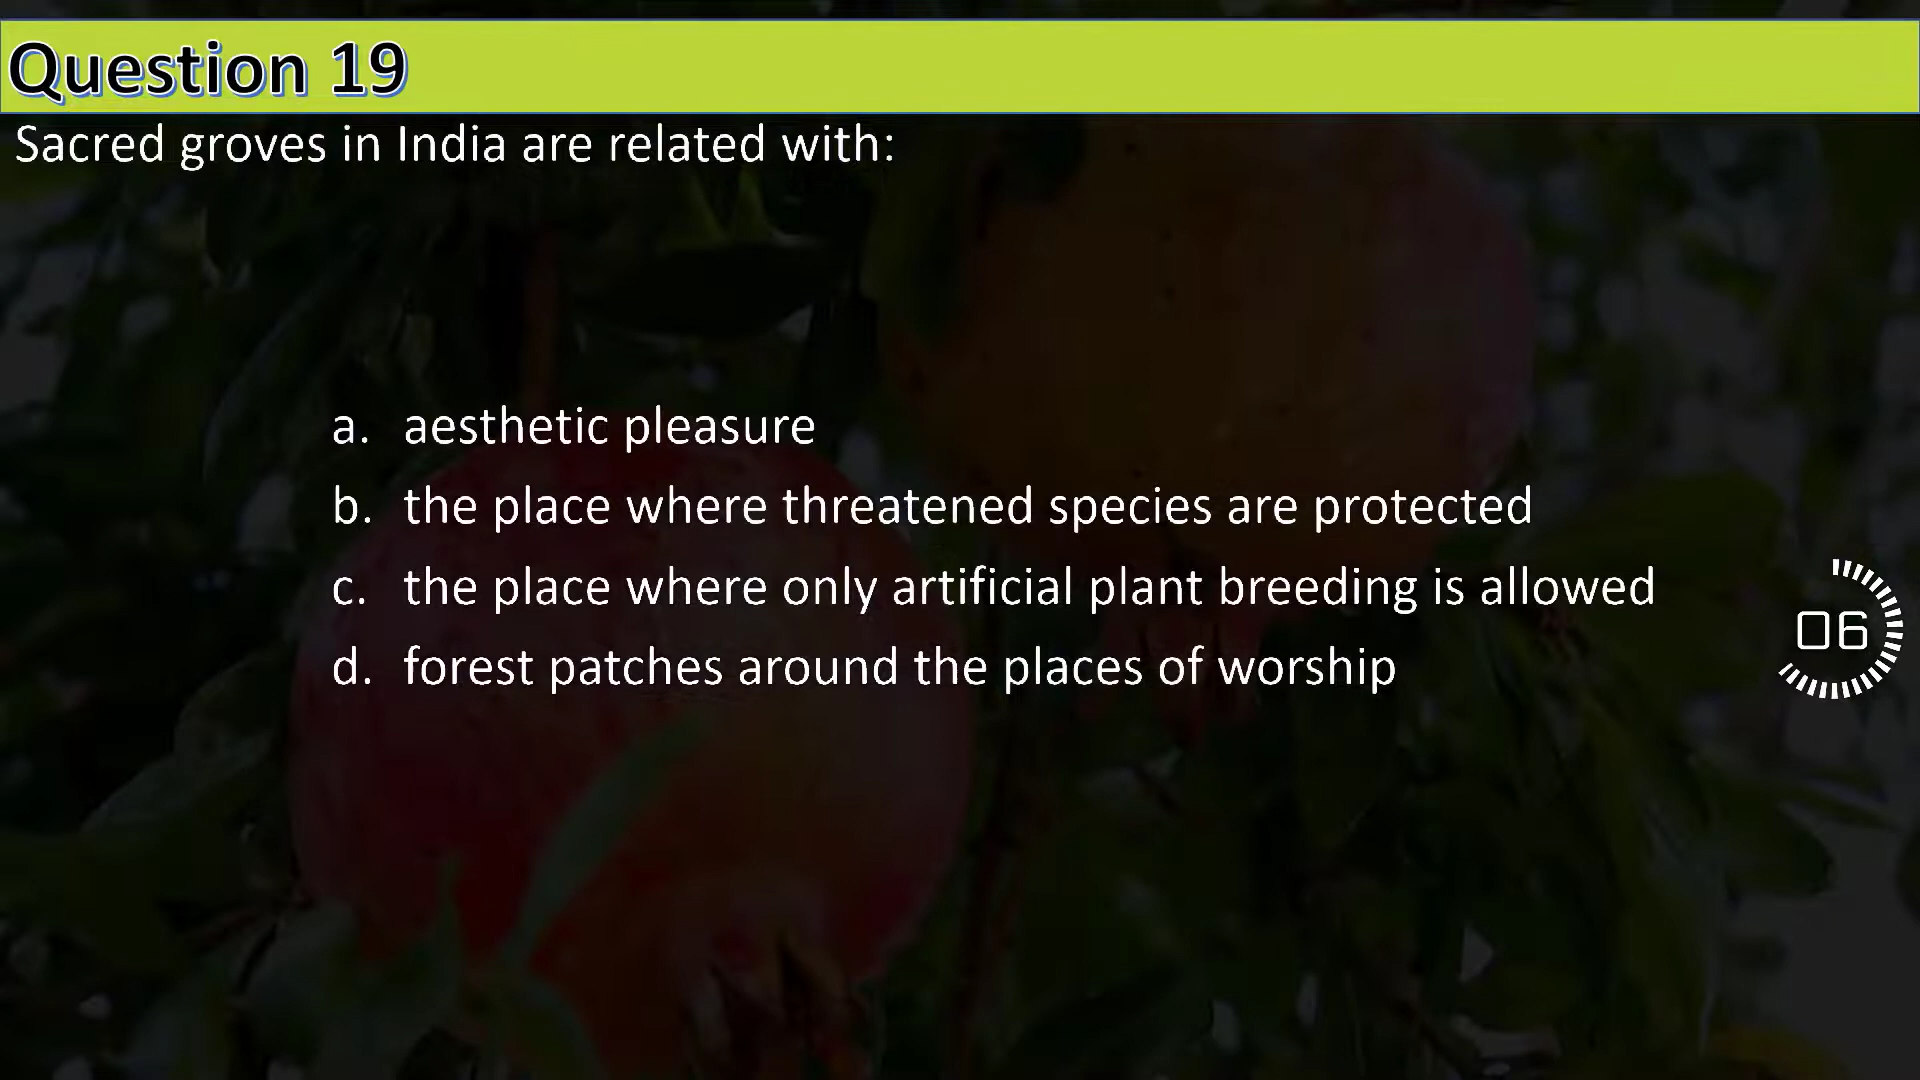 Question 19
Sacred groves in India are related with:
a. aesthetic pleasure
b. the place where threatened species are protected
c. the place where only artificial plant breeding is allowed
06
d. forest patches around the places of worship